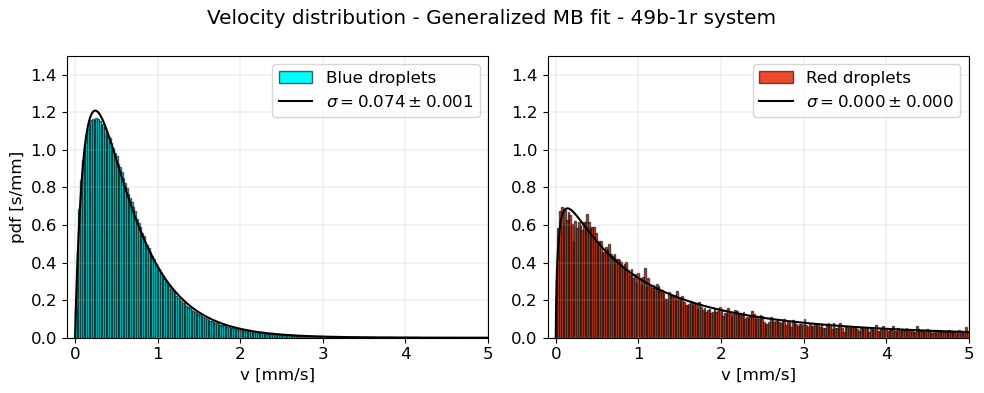 Velocity distribution - Generalized MB fit - 49b-1r system
pdf [s/mm]
1.4
1.2
1.0
0.8
0.6
0.4
0.2
0.0
Blue droplets
σ = 0.074 ± 0.001
0 1 2 3 4 5
v [mm/s]
1.4
1.2
1.0
0.8
0.6
0.4
0.2
0.0
Red droplets
σ = 0.000 ± 0.000
0 1 2 3 4 5
v [mm/s]